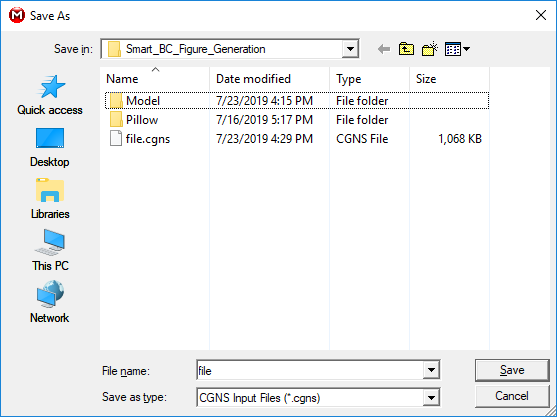 Save As
Save in: Smart_BC_Figure_Generation
Name Date modified Type Size
Model 7/23/2019 4:15 PM File folder
Pillow 7/16/2019 5:17 PM File folder
file.cgns 7/23/2019 4:29 PM CGNS File 1,068 KB
Quick access
Desktop
Libraries
This PC
Network
File name: file Save
Save as type: CGNS Input Files (*.cgns) Cancel